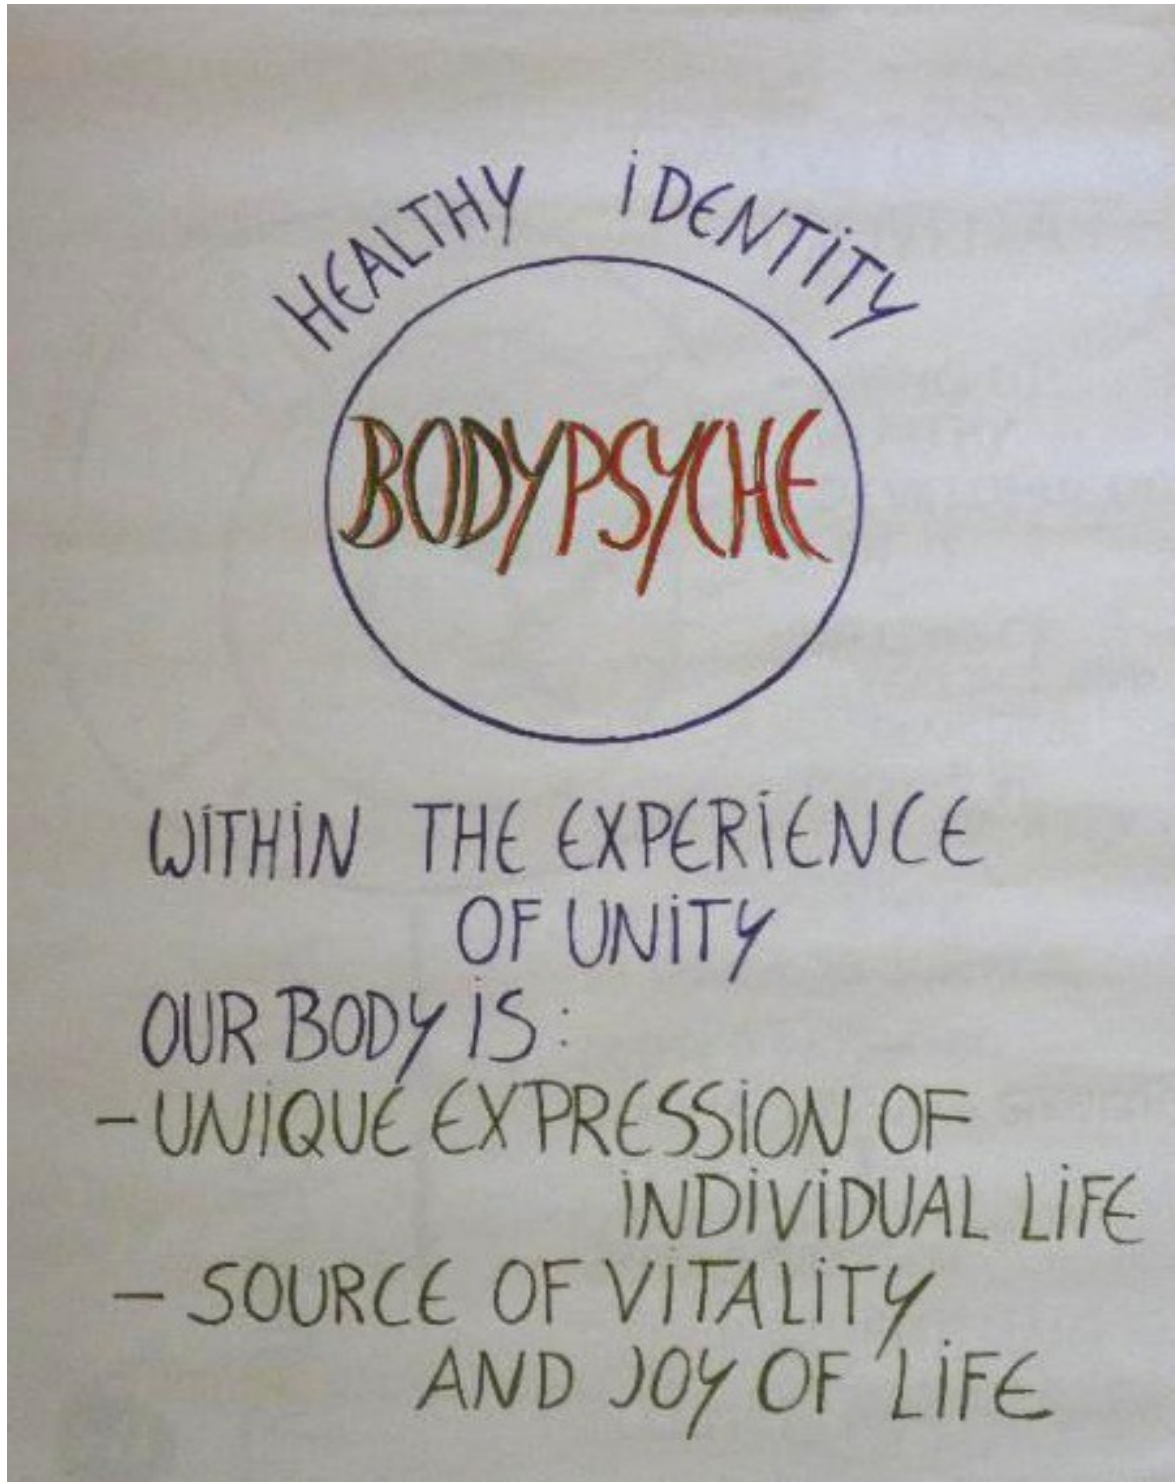 HEALTHY iDENTiTY
BODYPSYCHE
WiTHiN THE EXPERiENCE
OF UNiTY
OUR BODY iS:
- UNiQUE EXPRESSiON OF
iNDiViDUAL LiFE
- SOURCE OF ViTALiTY
AND JOY OF LiFE